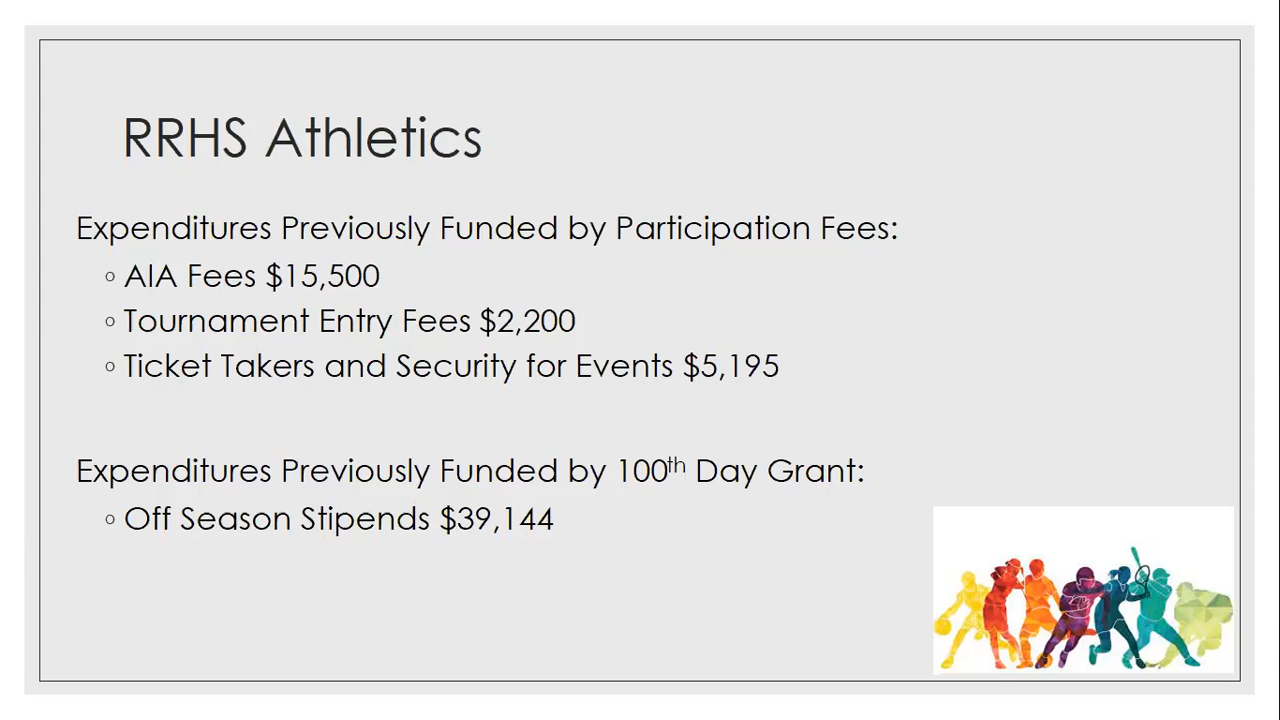 RRHS Athletics
Expenditures Previously Funded by Participation Fees:
◦ AIA Fees $15,500
◦ Tournament Entry Fees $2,200
◦ Ticket Takers and Security for Events $5,195
Expenditures Previously Funded by 100th Day Grant:
◦ Off Season Stipends $39,144